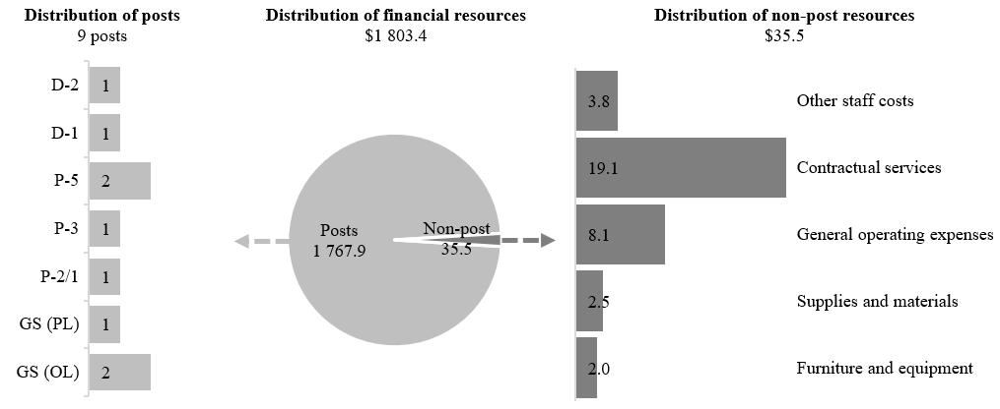 Distribution of posts
9 posts
D-2 1
D-1 1
P-5 2
P-3 1
P-2/1 1
GS (PL) 1
GS (OL) 2
Distribution of financial resources
$1 803.4
Posts
1 767.9
Non-post
35.5
Distribution of non-post resources
$35.5
3.8 Other staff costs
19.1 Contractual services
8.1 General operating expenses
2.5 Supplies and materials
2.0 Furniture and equipment